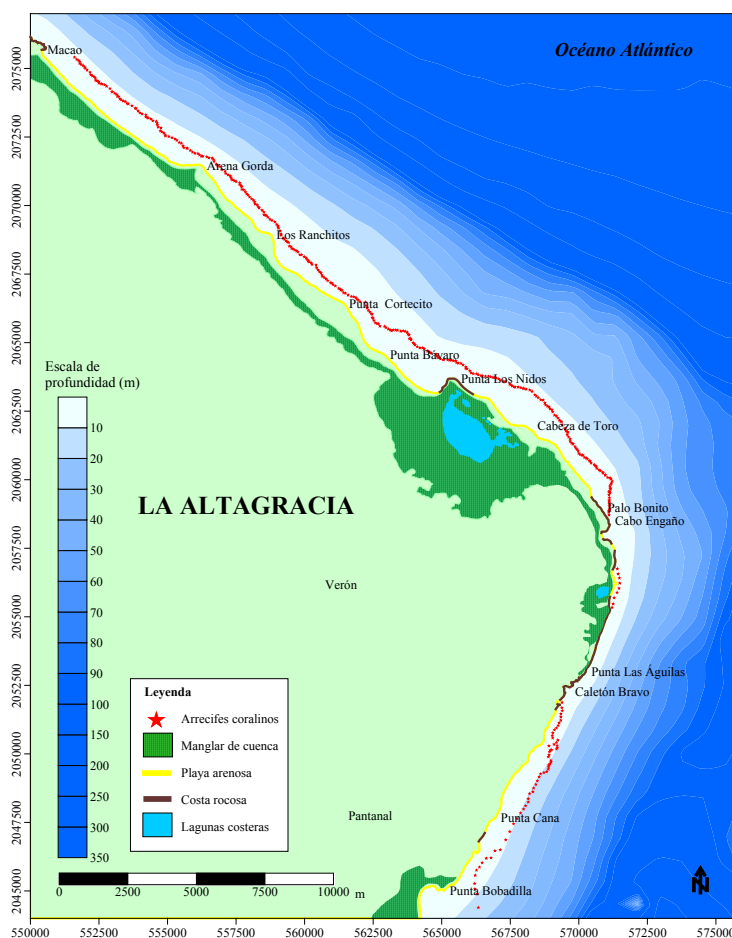 Océano Atlántico
Macao
Arena Gorda
Los Ranchitos
Punta Cortecito
Punta Bávaro
Punta Los Nidos
Cabeza de Toro
Palo Bonito
Cabo Engaño
LA ALTAGRACIA
Verón
Punta Las Águilas
Caletón Bravo
Pantanal
Punta Cana
Punta Bobadilla
Escala de
profundidad (m)
10
20
30
40
50
60
70
80
90
100
150
200
250
300
350
Leyenda
Arrecifes coralinos
Manglar de cuenca
Playa arenosa
Costa rocosa
Lagunas costeras
0 2500 5000 7500 10000 m
N
2075000
2072500
2070000
2067500
2065000
2062500
2060000
2057500
2055000
2052500
2050000
2047500
2045000
550000 552500 555000 557500 560000 562500 565000 567500 570000 572500 575000